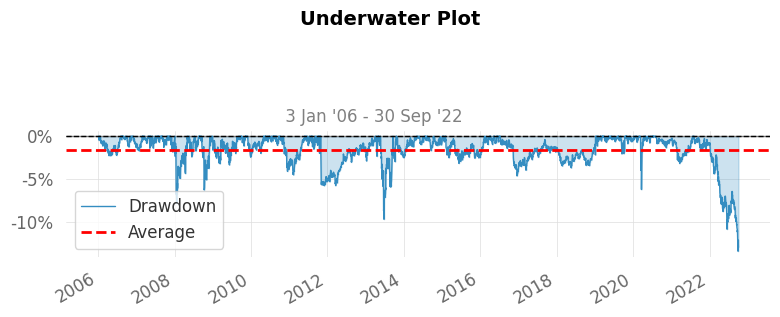 Underwater Plot
3 Jan '06 - 30 Sep '22
0%
-5%
-10%
Drawdown
Average
2006 2008 2010 2012 2014 2016 2018 2020 2022